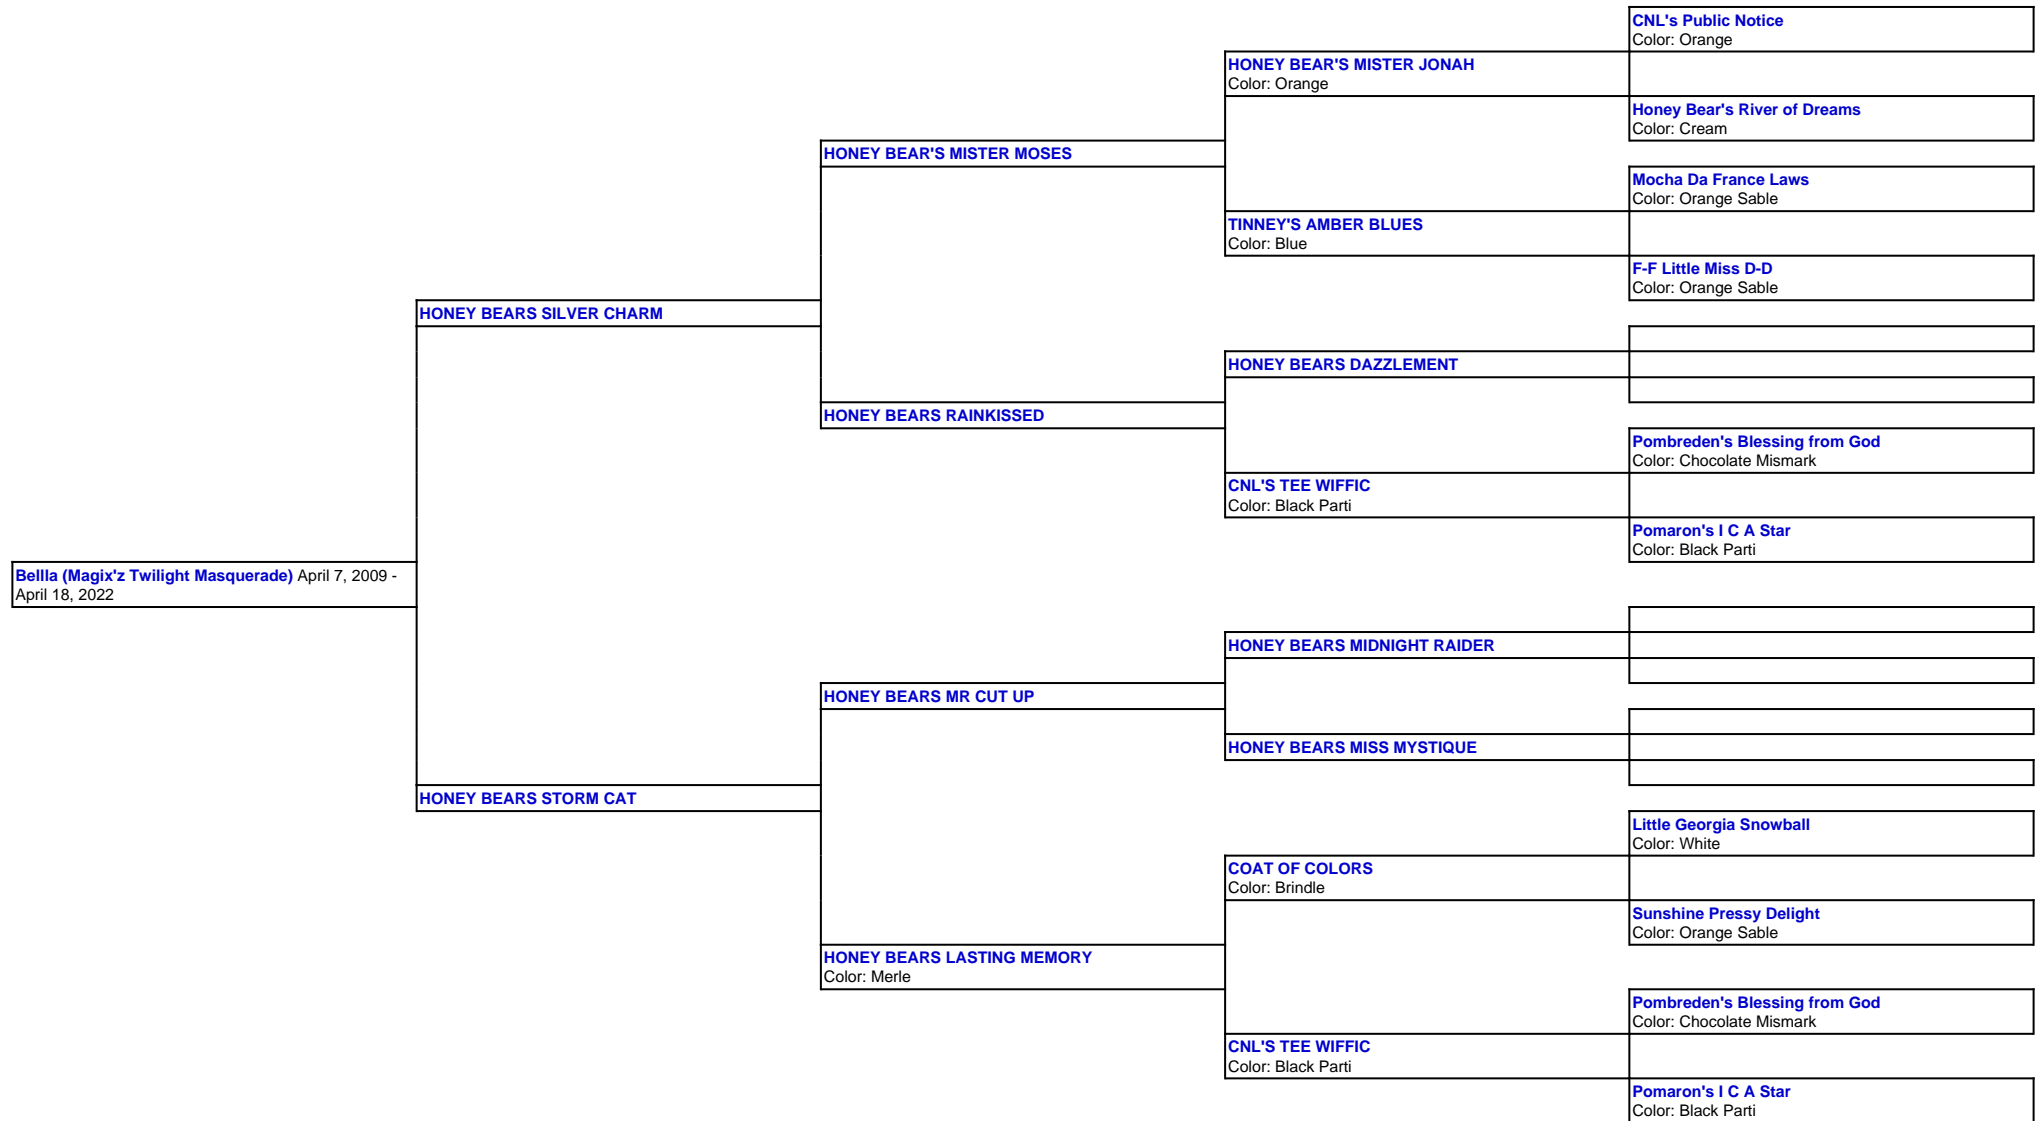 CNL's Public Notice
Color: Orange
HONEY BEAR'S MISTER JONAH
Color: Orange
Honey Bear's River of Dreams
Color: Cream
HONEY BEAR'S MISTER MOSES
Mocha Da France Laws
Color: Orange Sable
TINNEY'S AMBER BLUES
Color: Blue
F-F Little Miss D-D
Color: Orange Sable
HONEY BEARS SILVER CHARM
HONEY BEARS DAZZLEMENT
HONEY BEARS RAINKISSED
Pombreden's Blessing from God
Color: Chocolate Mismark
CNL'S TEE WIFFIC
Color: Black Parti
Pomaron's I C A Star
Color: Black Parti
Bellla (Magix'z Twilight Masquerade) April 7, 2009 -
April 18, 2022
HONEY BEARS MIDNIGHT RAIDER
HONEY BEARS MR CUT UP
HONEY BEARS MISS MYSTIQUE
HONEY BEARS STORM CAT
Little Georgia Snowball
Color: White
COAT OF COLORS
Color: Brindle
Sunshine Pressy Delight
Color: Orange Sable
HONEY BEARS LASTING MEMORY
Color: Merle
Pombreden's Blessing from God
Color: Chocolate Mismark
CNL'S TEE WIFFIC
Color: Black Parti
Pomaron's I C A Star
Color: Black Parti